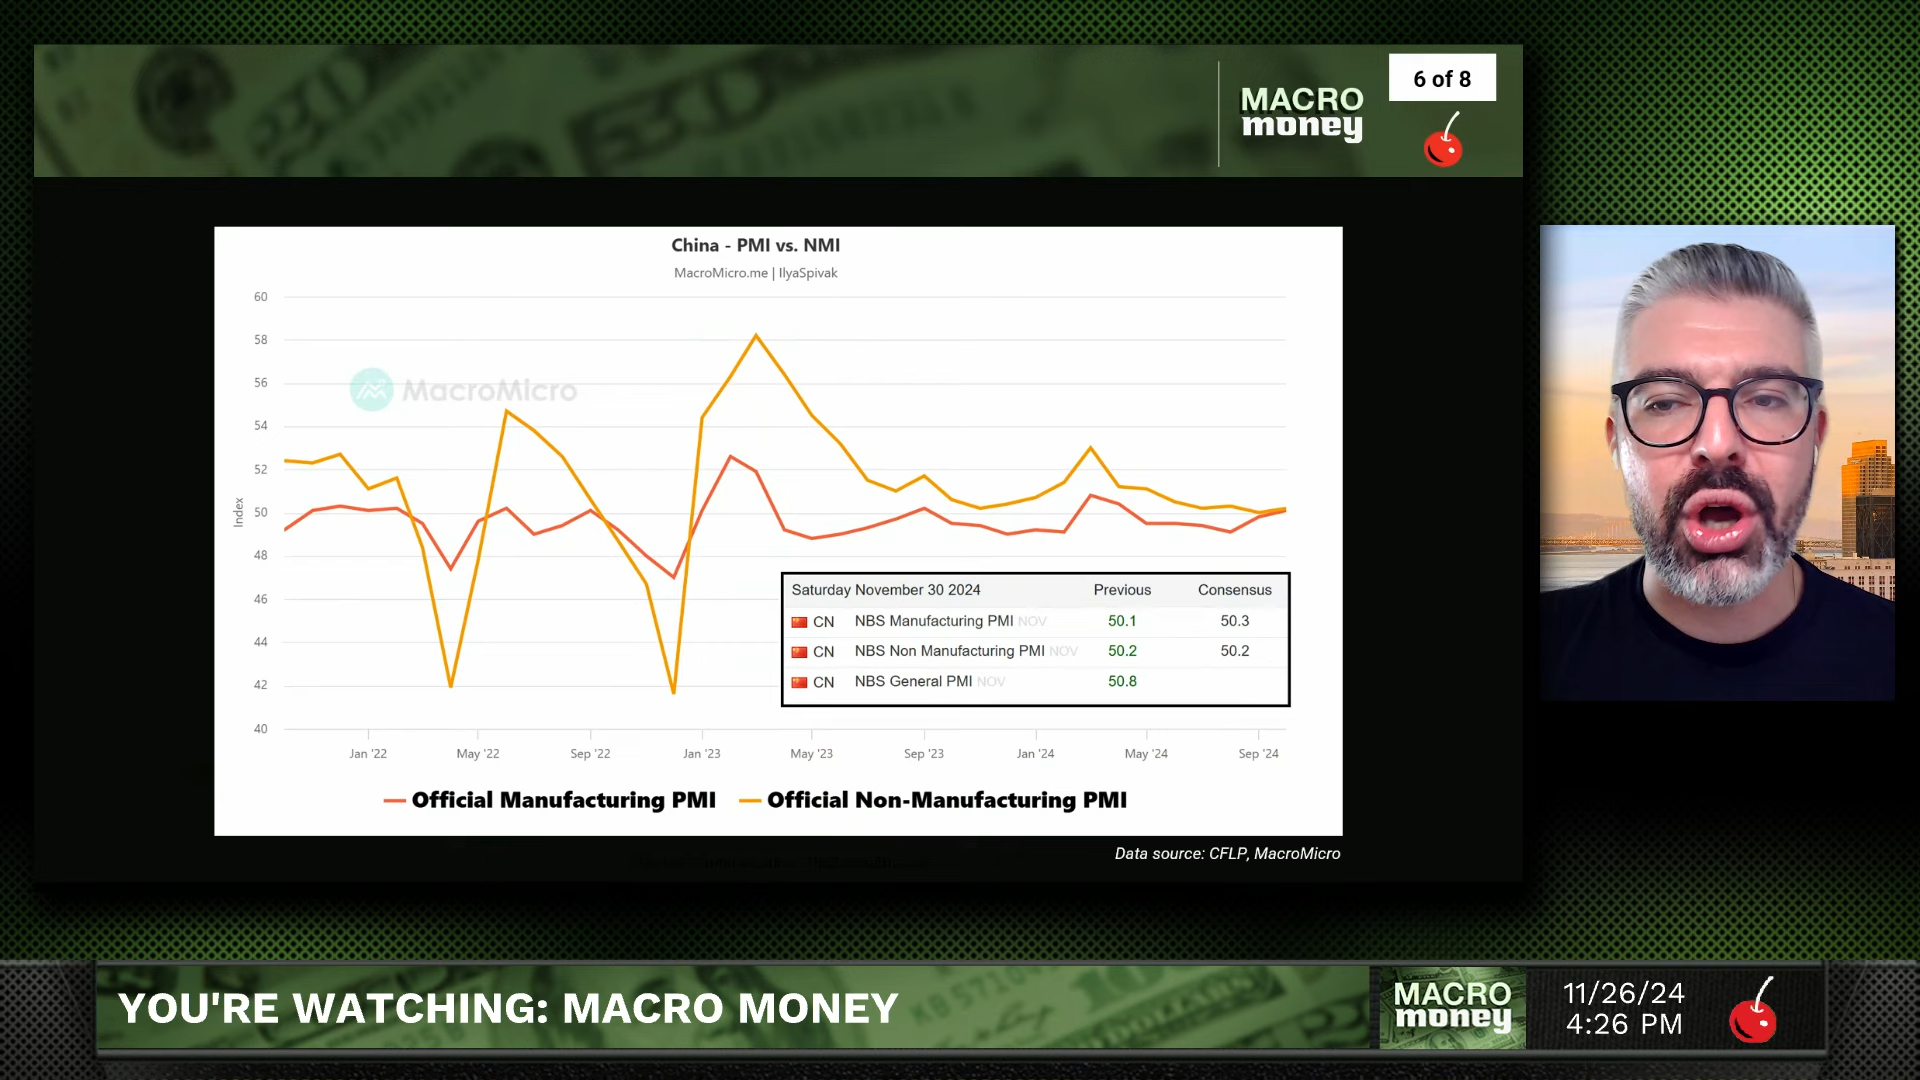 MACRO
money
6 of 8
China - PMI vs. NMI
MacroMicro.me | IlyaSpivak
60
58
56
54
52
50
48
46
44
42
40
Index
MacroMicro
Saturday November 30 2024 Previous Consensus
CN NBS Manufacturing PMI NOV 50.1 50.3
CN NBS Non Manufacturing PMI NOV 50.2 50.2
CN NBS General PMI NOV 50.8
Jan '22 May '22 Sep '22 Jan '23 May '23 Sep '23 Jan '24 May '24 Sep '24
Official Manufacturing PMI Official Non-Manufacturing PMI
Data source: CFLP, MacroMicro
YOU'RE WATCHING: MACRO MONEY
MACRO
money
11/26/24
4:26 PM